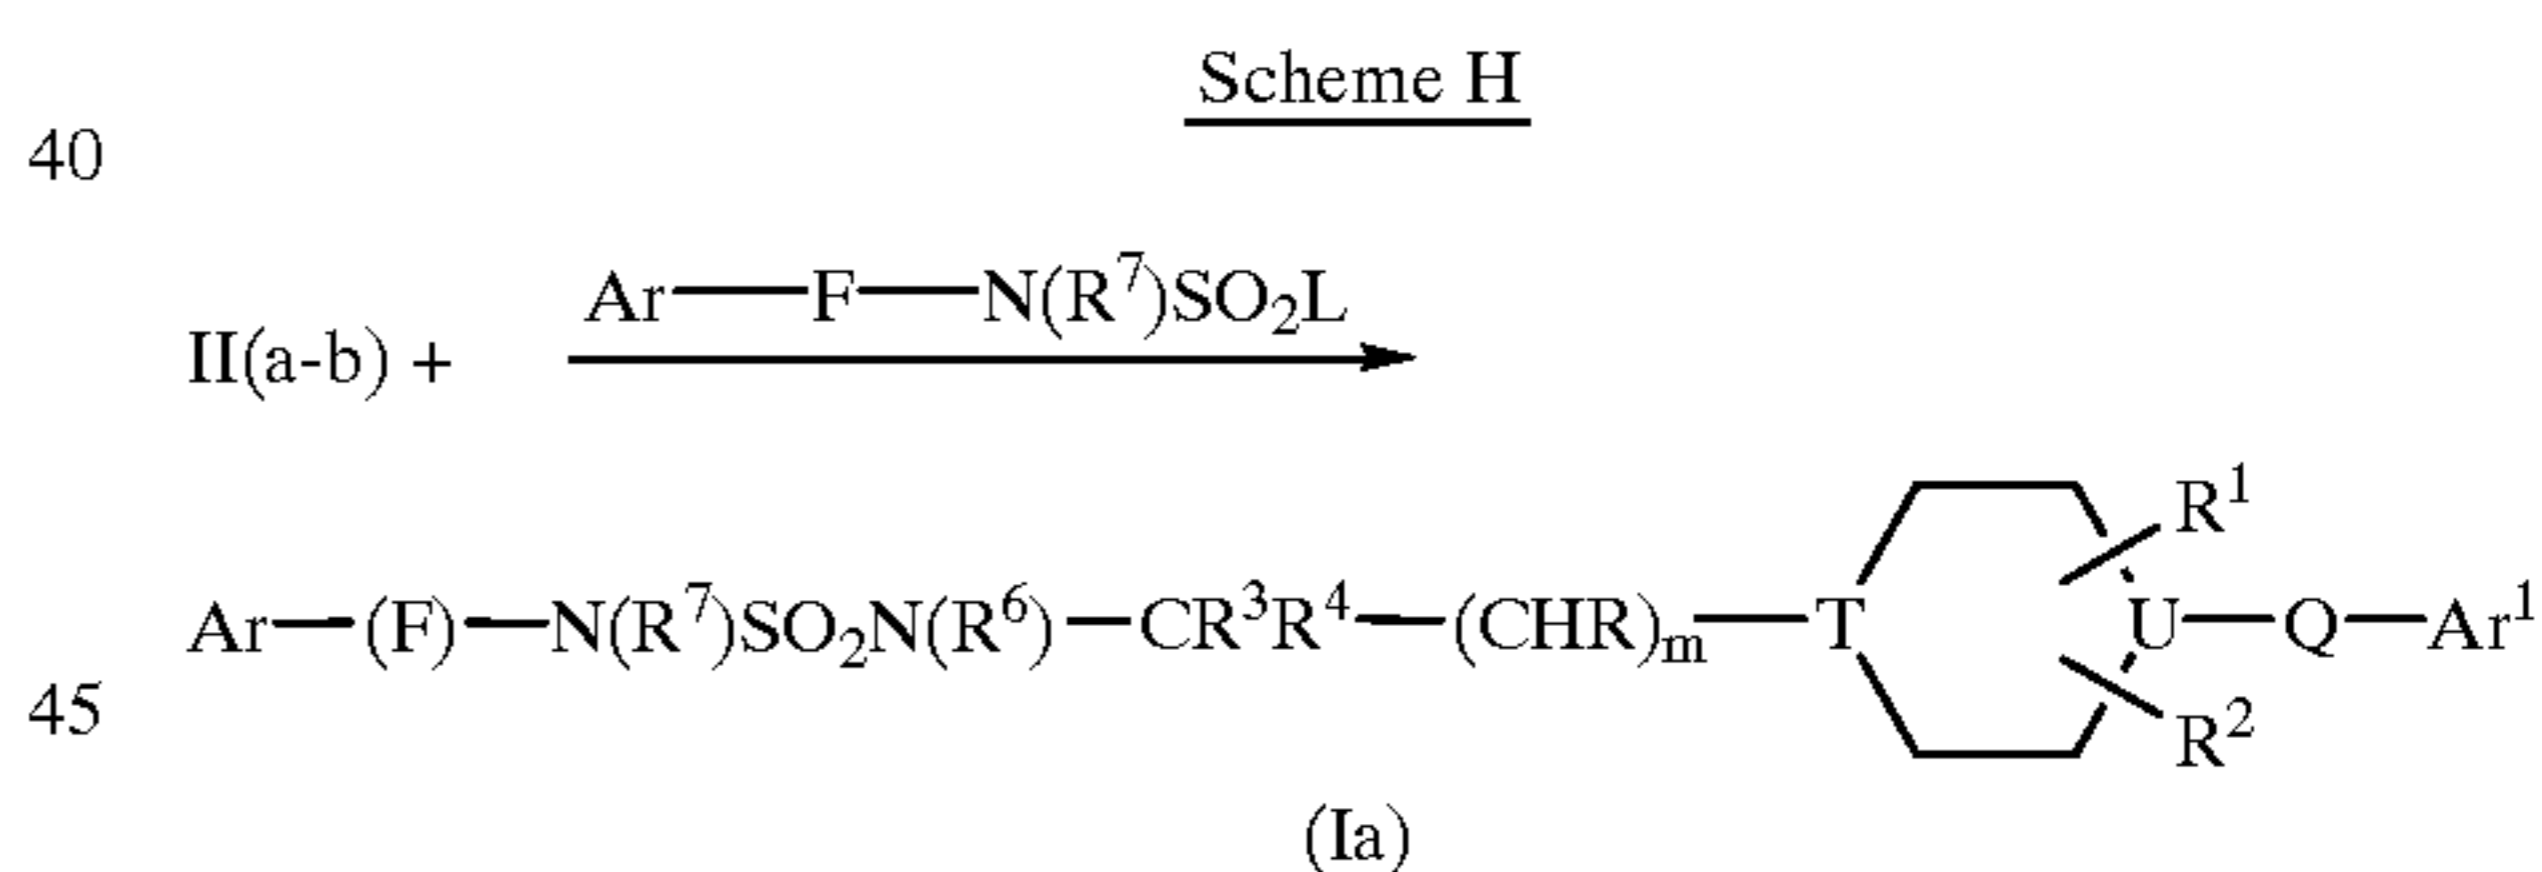 Scheme H
40
Ar—F—N(R⁷)SO₂L
II(a-b) +
R¹
Ar—(F)—N(R⁷)SO₂N(R⁶)—CR³R⁴—(CHR)ₘ—T U—Q—Ar¹
45
R²
(Ia)